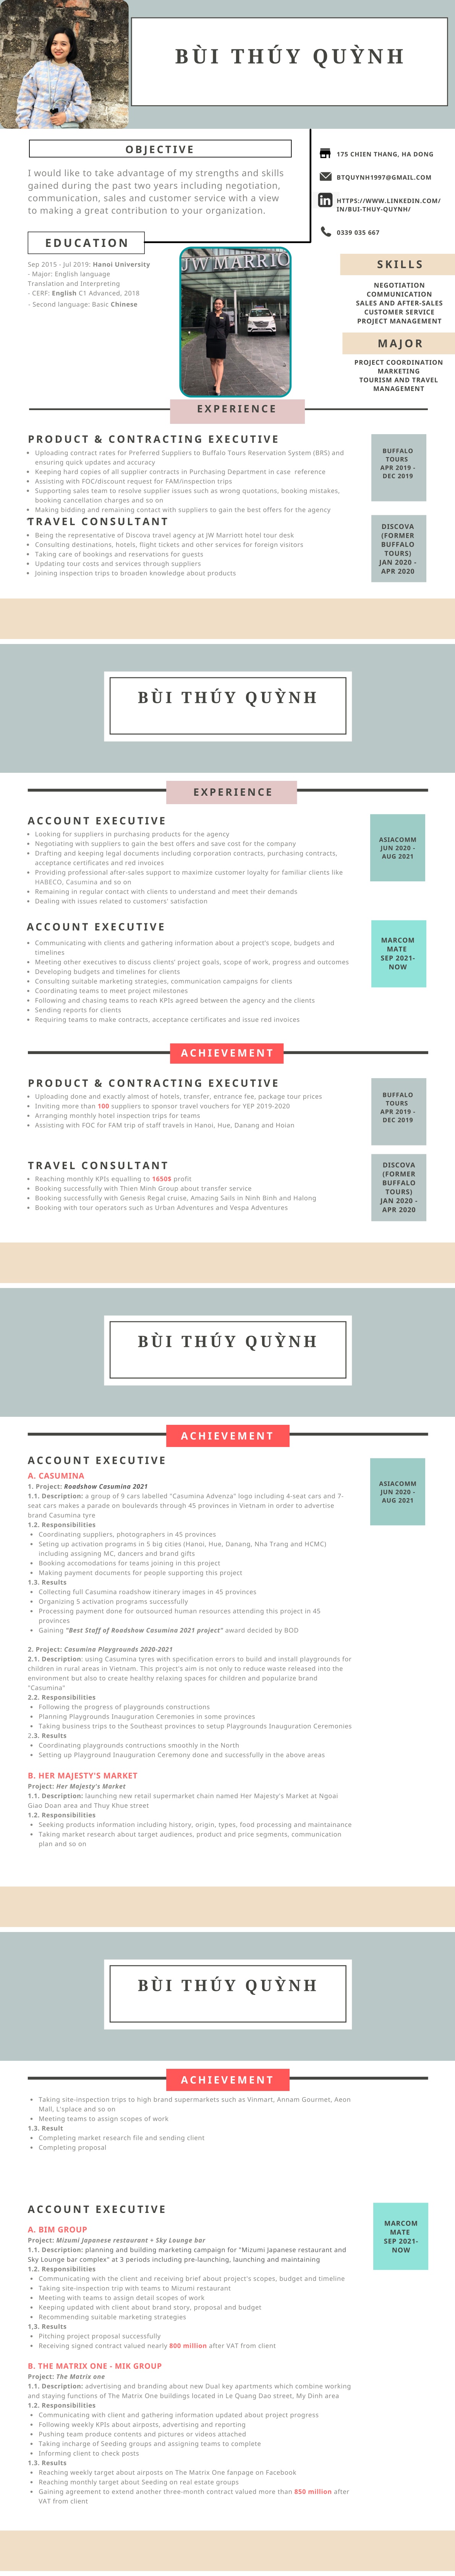 BÙI THÚY QUỲNH
OBJECTIVE
I would like to take advantage of my strengths and skills
gained during the past two years including negotiation,
communication, sales and customer service with a view
to making a great contribution to your organization.
175 CHIEN THANG, HA DONG
BTQUYNH1997@GMAIL.COM
HTTPS://WWW.LINKEDIN.COM/
IN/BUI-THUY-QUYNH/
0339 035 667
EDUCATION
Sep 2015 - Jul 2019: Hanoi University
- Major: English language
Translation and Interpreting
- CERF: English C1 Advanced, 2018
- Second language: Basic Chinese
JW MARRIO
SKILLS
NEGOTIATION
COMMUNICATION
SALES AND AFTER-SALES
CUSTOMER SERVICE
PROJECT MANAGEMENT
MAJOR
PROJECT COORDINATION
MARKETING
TOURISM AND TRAVEL
MANAGEMENT
EXPERIENCE
PRODUCT & CONTRACTING EXECUTIVE
• Uploading contract rates for Preferred Suppliers to Buffalo Tours Reservation System (BRS) and
ensuring quick updates and accuracy
• Keeping hard copies of all supplier contracts in Purchasing Department in case reference
• Assisting with FOC/discount request for FAM/inspection trips
• Supporting sales team to resolve supplier issues such as wrong quotations, booking mistakes,
booking cancellation charges and so on
• Making bidding and remaining contact with suppliers to gain the best offers for the agency
BUFFALO
TOURS
APR 2019 -
DEC 2019
TRAVEL CONSULTANT
• Being the representative of Discova travel agency at JW Marriott hotel tour desk
• Consulting destinations, hotels, flight tickets and other services for foreign visitors
• Taking care of bookings and reservations for guests
• Updating tour costs and services through suppliers
• Joining inspection trips to broaden knowledge about products
DISCOVA
(FORMER
BUFFALO
TOURS)
JAN 2020 -
APR 2020
BÙI THÚY QUỲNH
EXPERIENCE
ACCOUNT EXECUTIVE
• Looking for suppliers in purchasing products for the agency
• Negotiating with suppliers to gain the best offers and save cost for the company
• Drafting and keeping legal documents including corporation contracts, purchasing contracts,
acceptance certificates and red invoices
• Providing professional after-sales support to maximize customer loyalty for familiar clients like
HABECO, Casumina and so on
• Remaining in regular contact with clients to understand and meet their demands
• Dealing with issues related to customers' satisfaction
ASIACOMM
JUN 2020 -
AUG 2021
ACCOUNT EXECUTIVE
• Communicating with clients and gathering information about a project's scope, budgets and
timelines
• Meeting other executives to discuss clients' project goals, scope of work, progress and outcomes
• Developing budgets and timelines for clients
• Consulting suitable marketing strategies, communication campaigns for clients
• Coordinating teams to meet project milestones
• Following and chasing teams to reach KPIs agreed between the agency and the clients
• Sending reports for clients
• Requiring teams to make contracts, acceptance certificates and issue red invoices
MARCOM
MATE
SEP 2021-
NOW
ACHIEVEMENT
PRODUCT & CONTRACTING EXECUTIVE
• Uploading done and exactly almost of hotels, transfer, entrance fee, package tour prices
• Inviting more than 100 suppliers to sponsor travel vouchers for YEP 2019-2020
• Arranging monthly hotel inspection trips for teams
• Assisting with FOC for FAM trip of staff travels in Hanoi, Hue, Danang and Hoian
BUFFALO
TOURS
APR 2019 -
DEC 2019
TRAVEL CONSULTANT
• Reaching monthly KPIs equalling to 1650$ profit
• Booking successfully with Thien Minh Group about transfer service
• Booking successfully with Genesis Regal cruise, Amazing Sails in Ninh Binh and Halong
• Booking with tour operators such as Urban Adventures and Vespa Adventures
DISCOVA
(FORMER
BUFFALO
TOURS)
JAN 2020 -
APR 2020
BÙI THÚY QUỲNH
ACHIEVEMENT
ACCOUNT EXECUTIVE
ASIACOMM
JUN 2020 -
AUG 2021
A. CASUMINA
1. Project: Roadshow Casumina 2021
1.1. Description: a group of 9 cars labelled "Casumina Advenza" logo including 4-seat cars and 7-
seat cars makes a parade on boulevards through 45 provinces in Vietnam in order to advertise
brand Casumina tyre
1.2. Responsibilities
• Coordinating suppliers, photographers in 45 provinces
• Seting up activation programs in 5 big cities (Hanoi, Hue, Danang, Nha Trang and HCMC)
including assigning MC, dancers and brand gifts
• Booking accomodations for teams joining in this project
• Making payment documents for people supporting this project
1.3. Results
• Collecting full Casumina roadshow itinerary images in 45 provinces
• Organizing 5 activation programs successfully
• Processing payment done for outsourced human resources attending this project in 45
provinces
• Gaining "Best Staff of Roadshow Casumina 2021 project" award decided by BOD
2. Project: Casumina Playgrounds 2020-2021
2.1. Description: using Casumina tyres with specification errors to build and install playgrounds for
children in rural areas in Vietnam. This project's aim is not only to reduce waste released into the
environment but also to create healthy relaxing spaces for children and popularize brand
"Casumina"
2.2. Responsibilities
• Following the progress of playgrounds constructions
• Planning Playgrounds Inauguration Ceremonies in some provinces
• Taking business trips to the Southeast provinces to setup Playgrounds Inauguration Ceremonies
2.3. Results
• Coordinating playgrounds contructions smoothly in the North
• Setting up Playground Inauguration Ceremony done and successfully in the above areas
B. HER MAJESTY'S MARKET
Project: Her Majesty's Market
1.1. Description: launching new retail supermarket chain named Her Majesty's Market at Ngoai
Giao Doan area and Thuy Khue street
1.2. Responsibilities
• Seeking products information including history, origin, types, food processing and maintainance
• Taking market research about target audiences, product and price segments, communication
plan and so on
BÙI THÚY QUỲNH
ACHIEVEMENT
• Taking site-inspection trips to high brand supermarkets such as Vinmart, Annam Gourmet, Aeon
Mall, L'splace and so on
• Meeting teams to assign scopes of work
1.3. Result
• Completing market research file and sending client
• Completing proposal
ACCOUNT EXECUTIVE
MARCOM
MATE
SEP 2021-
NOW
A. BIM GROUP
Project: Mizumi Japanese restaurant + Sky Lounge bar
1.1. Description: planning and building marketing campaign for "Mizumi Japanese restaurant and
Sky Lounge bar complex" at 3 periods including pre-launching, launching and maintaining
1.2. Responsibilities
• Communicating with the client and receiving brief about project's scopes, budget and timeline
• Taking site-inspection trip with teams to Mizumi restaurant
• Meeting with teams to assign detail scopes of work
• Keeping updated with client about brand story, proposal and budget
• Recommending suitable marketing strategies
1,3. Results
• Pitching project proposal successfully
• Receiving signed contract valued nearly 800 million after VAT from client
B. THE MATRIX ONE - MIK GROUP
Project: The Matrix one
1.1. Description: advertising and branding about new Dual key apartments which combine working
and staying functions of The Matrix One buildings located in Le Quang Dao street, My Dinh area
1.2. Responsibilities
• Communicating with client and gathering information updated about project progress
• Following weekly KPIs about airposts, advertising and reporting
• Pushing team produce contents and pictures or videos attached
• Taking incharge of Seeding groups and assigning teams to complete
• Informing client to check posts
1.3. Results
• Reaching weekly target about airposts on The Matrix One fanpage on Facebook
• Reaching monthly target about Seeding on real estate groups
• Gaining agreement to extend another three-month contract valued more than 850 million after
VAT from client